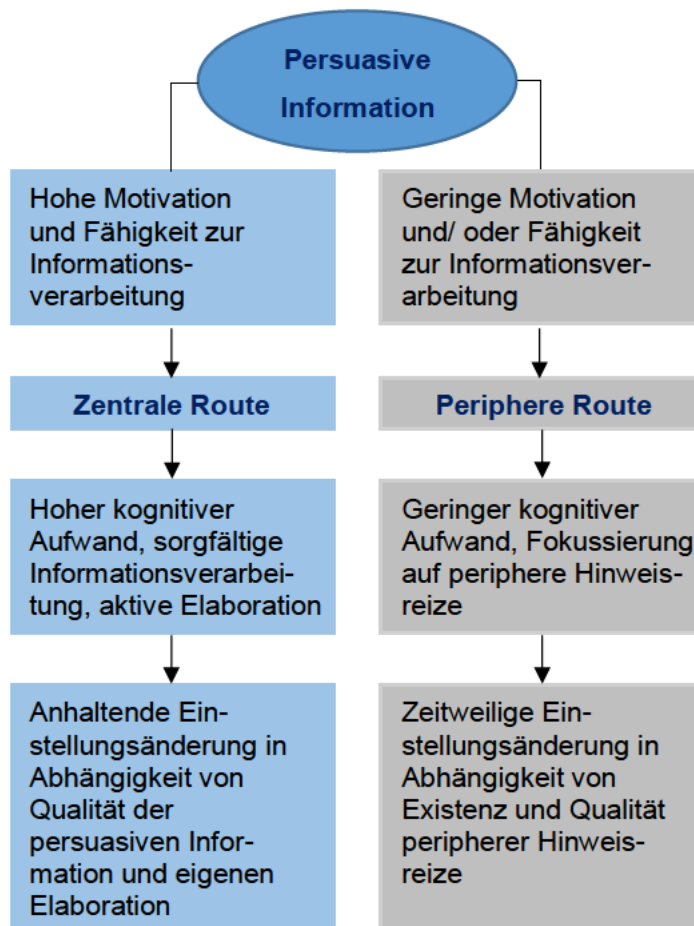 Persuasive
Information
Hohe Motivation
und Fähigkeit zur
Informations-
verarbeitung
Zentrale Route
Hoher kognitiver
Aufwand, sorgfältige
Informationsverarbei-
tung, aktive Elaboration
Anhaltende Ein-
stellungsänderung in
Abhängigkeit von
Qualität der
persuasiven Infor-
mation und eigenen
Elaboration
Geringe Motivation
und/ oder Fähigkeit
zur Informationsver-
arbeitung
Periphere Route
Geringer kognitiver
Aufwand, Fokussierung
auf periphere Hinweis-
reize
Zeitweilige Ein-
stellungsänderung in
Abhängigkeit von
Existenz und Qualität
peripherer Hinweis-
reize